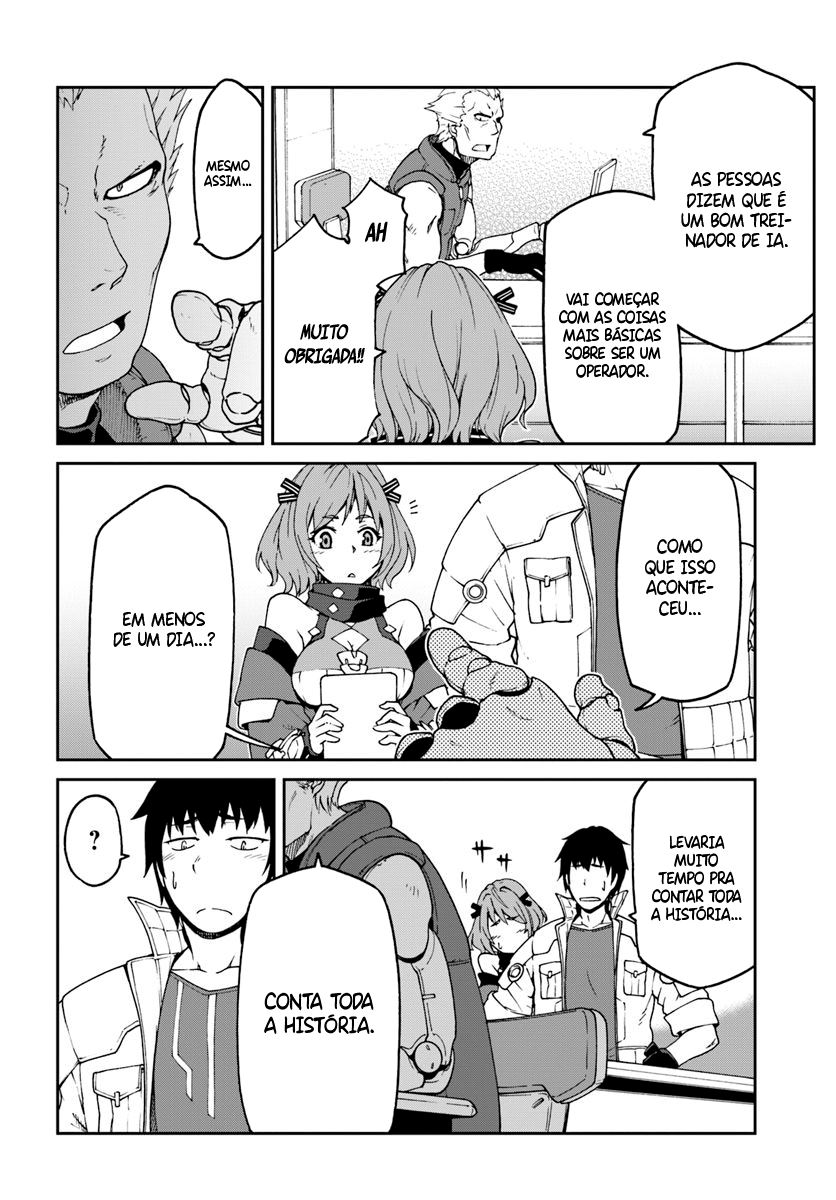 AS PESSOAS
DIZEM QUE É
UM BOM TREI-
NADOR DE IA.
VAI COMEÇAR
COM AS COISAS
MAIS BÁSICAS
SOBRE SER UM
OPERADOR.
AH
MUITO
OBRIGADA!!
MESMO
ASSIM...
COMO
QUE ISSO
ACONTE-
CEU...
EM MENOS
DE UM DIA...?
LEVARIA
MUITO
TEMPO PRA
CONTAR TODA
A HISTÓRIA...
CONTA TODA
A HISTÓRIA.
?